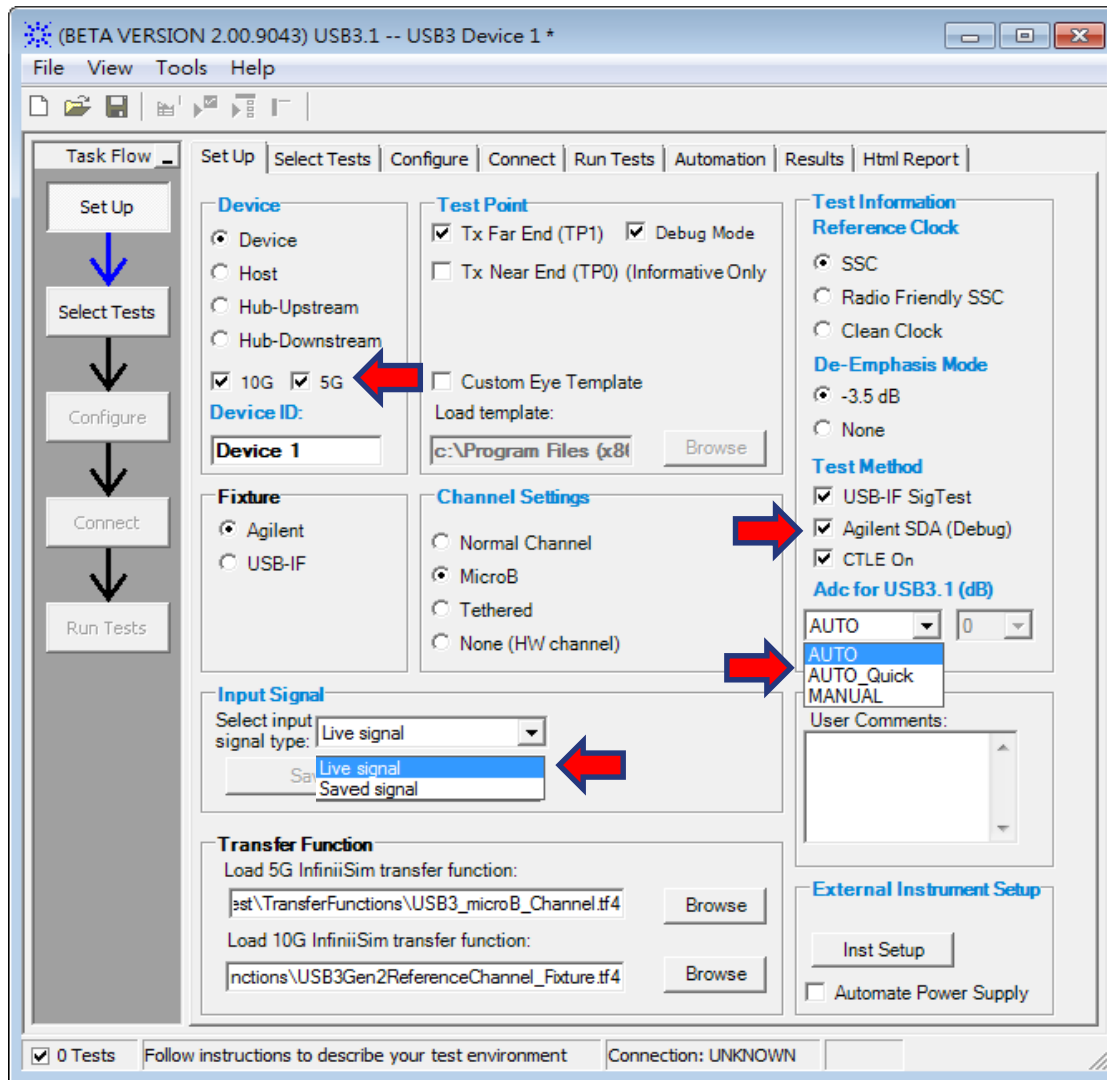 (BETA VERSION 2.00.9043) USB3.1 -- USB3 Device 1 *
File View Tools Help
Task Flow
Set Up
Select Tests
Configure
Connect
Run Tests
Set Up Select Tests Configure Connect Run Tests Automation Results Html Report
Device
Device
Host
Hub-Upstream
Hub-Downstream
10G 5G
Device ID:
Device 1
Test Point
Tx Far End (TP1) Debug Mode
Tx Near End (TP0) (Informative Only
Custom Eye Template
Load template:
c:\Program Files (x8 Browse
Test Information
Reference Clock
SSC
Radio Friendly SSC
Clean Clock
De-Emphasis Mode
-3.5 dB
None
Test Method
USB-IF SigTest
Agilent SDA (Debug)
CTLE On
Adc for USB3.1 (dB)
AUTO 0
AUTO
AUTO_Quick
MANUAL
Fixture
Agilent
USB-IF
Channel Settings
Normal Channel
MicroB
Tethered
None (HW channel)
Input Signal
Select input
signal type: Live signal
Live signal
Saved signal
User Comments:
Transfer Function
Load 5G InfiniiSim transfer function:
est\TransferFunctions\USB3_microB_Channel.tf4 Browse
Load 10G InfiniiSim transfer function:
nctions\USB3Gen2ReferenceChannel_Fixture.tf4 Browse
External Instrument Setup
Inst Setup
Automate Power Supply
0 Tests Follow instructions to describe your test environment Connection: UNKNOWN